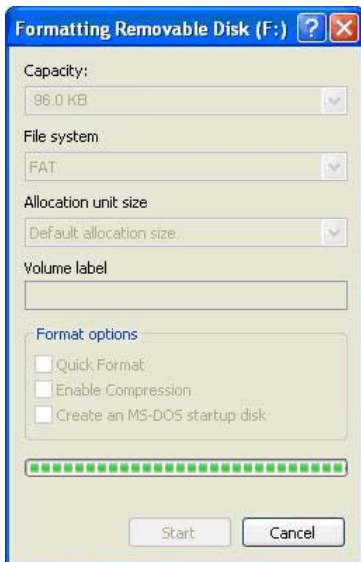 Formatting Removable Disk (F:)
Capacity:
96.0 KB
File system
FAT
Allocation unit size
Default allocation size
Volume label
Format options
Quick Format
Enable Compression
Create an MS-DOS startup disk
Start
Cancel